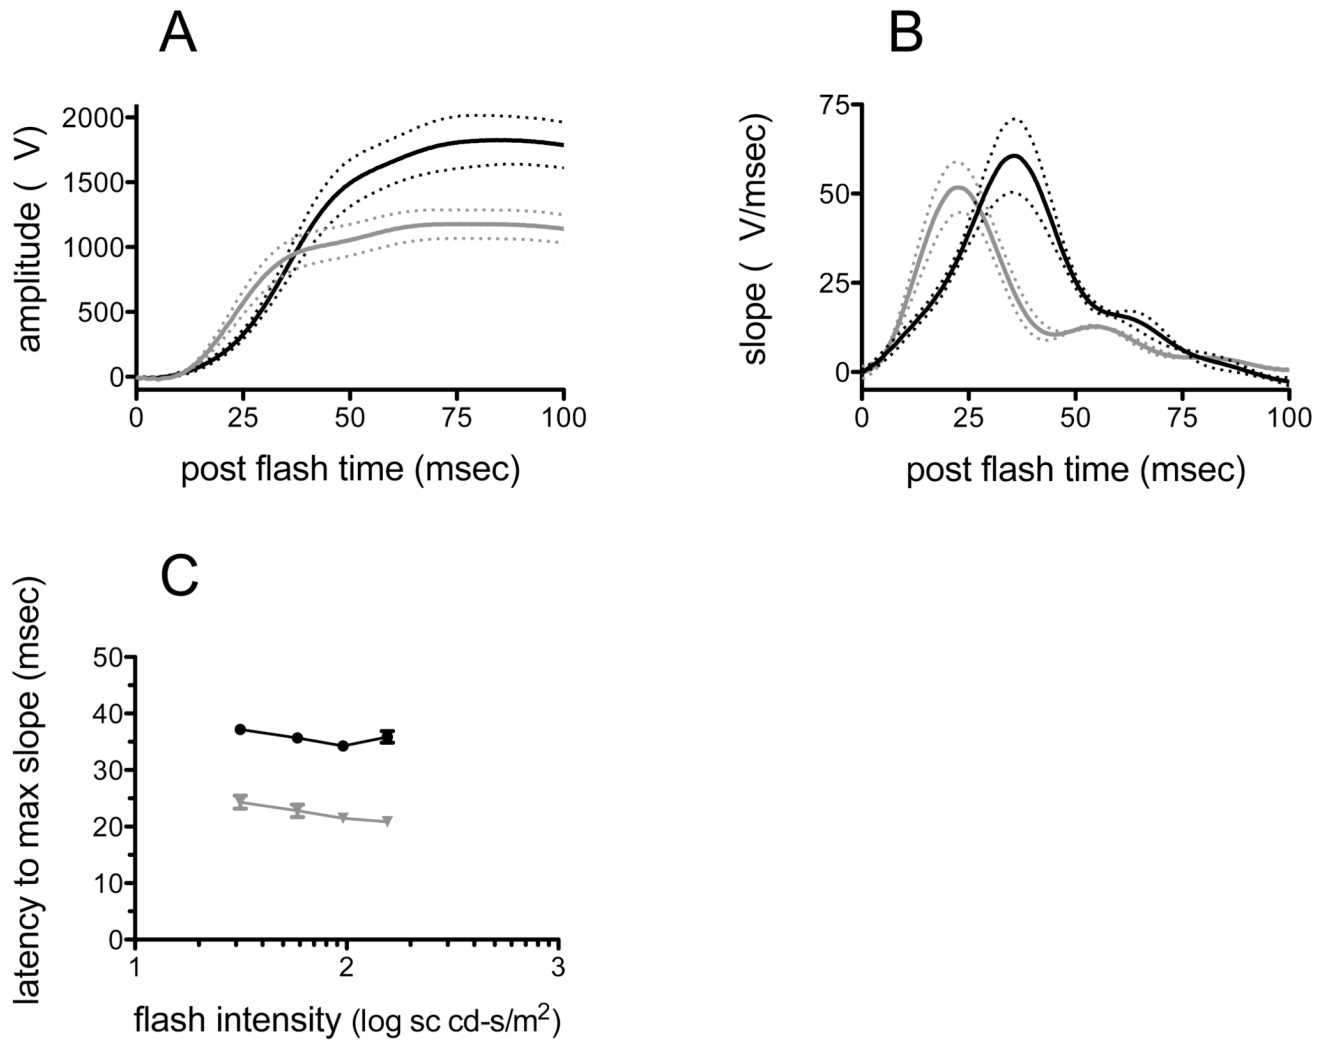 A
amplitude ( V)
2000
1500
1000
500
0
0 25 50 75 100
post flash time (msec)
B
slope ( V/msec)
75
50
25
0
0 25 50 75 100
post flash time (msec)
C
latency to max slope (msec)
50
40
30
20
10
0
1 2 3
flash intensity (log sc cd-s/m²)